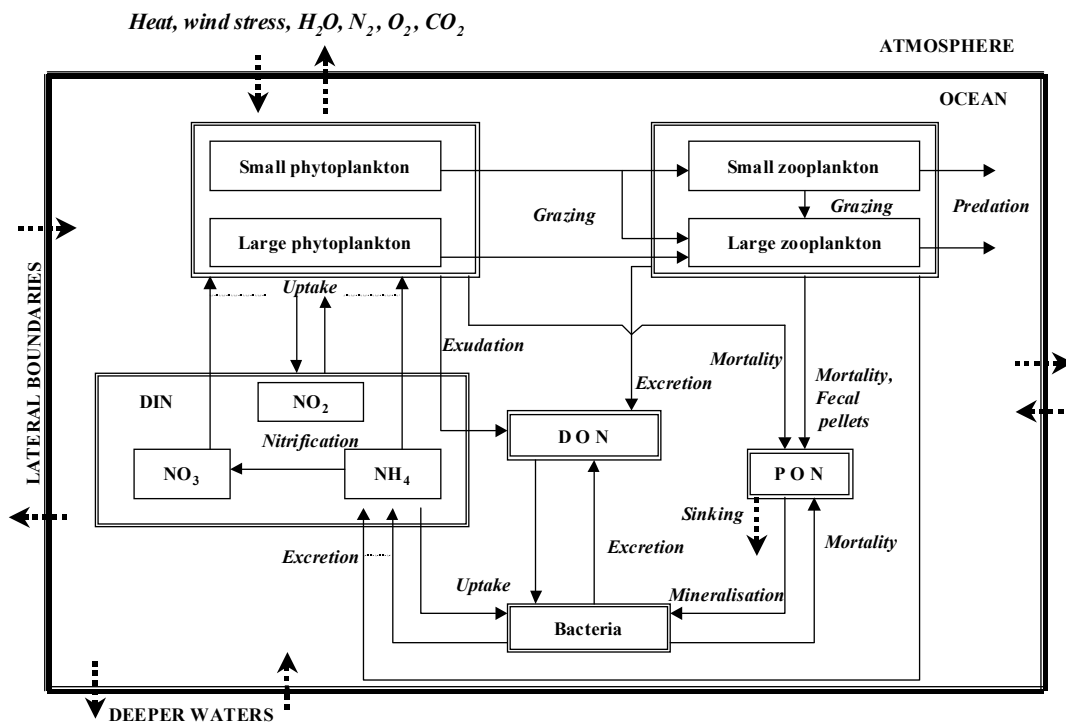 Heat, wind stress, H₂O, N₂, O₂, CO₂
ATMOSPHERE
OCEAN
Small phytoplankton
Small zooplankton
Grazing
Grazing
Predation
Large phytoplankton
Large zooplankton
LATERAL BOUNDARIES
Uptake
Exudation
Mortality
Excretion
Mortality,
Fecal
pellets
DIN
NO₂
Nitrification
NO₃
NH₄
D O N
P O N
Sinking
Excretion
Excretion
Mortality
Uptake
Mineralisation
Bacteria
DEEPER WATERS